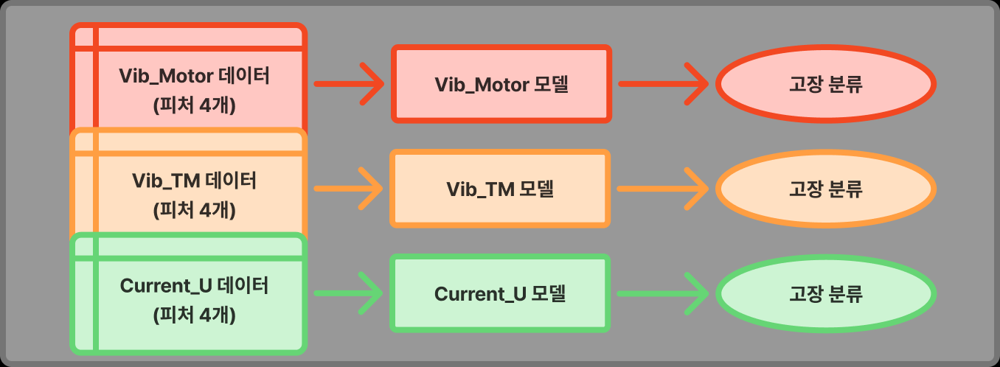 Vib_Motor 데이터
(피처 4개)
Vib_Motor 모델
고장 분류
Vib_TM 데이터
(피처 4개)
Vib_TM 모델
고장 분류
Current_U 데이터
(피처 4개)
Current_U 모델
고장 분류